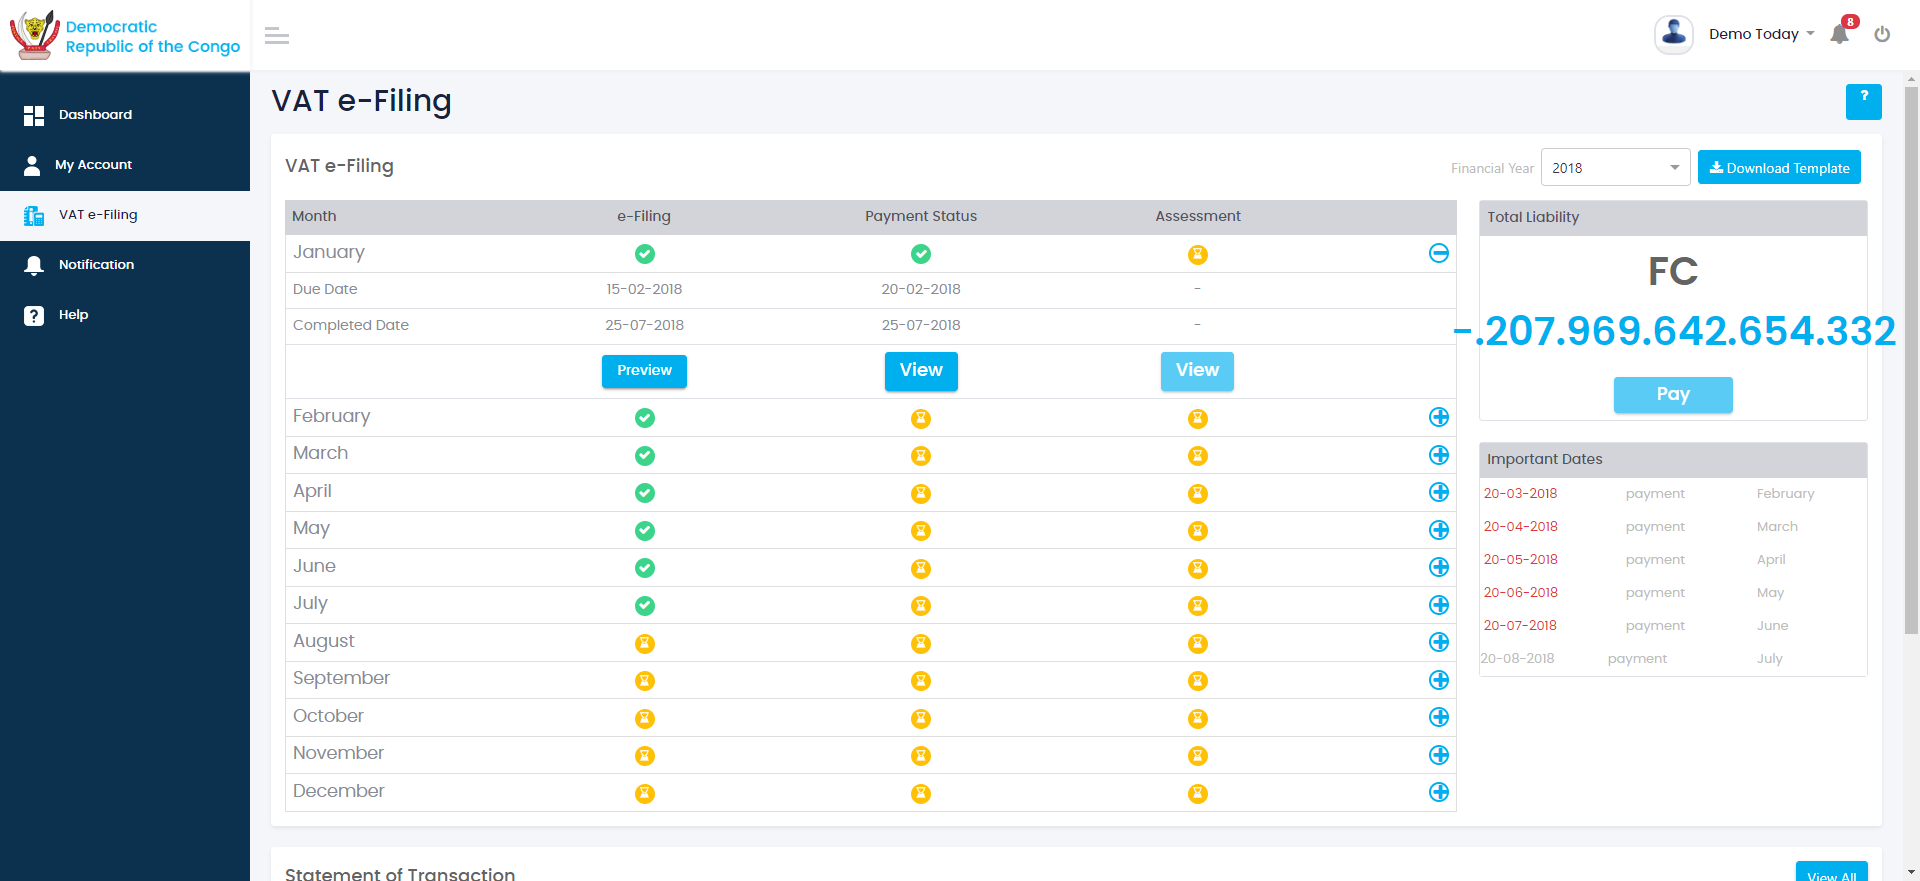 Democratic
Republic of the Congo
Demo Today
8
Dashboard
My Account
VAT e-Filing
Notification
Help
VAT e-Filing
?
VAT e-Filing
Financial Year 2018 Download Template
Month e-Filing Payment Status Assessment
January
Due Date 15-02-2018 20-02-2018 -
Completed Date 25-07-2018 25-07-2018 -
Preview View View
February
March
April
May
June
July
August
September
October
November
December
Total Liability
FC
-.207.969.642.654.332
Pay
Important Dates
20-03-2018 payment February
20-04-2018 payment March
20-05-2018 payment April
20-06-2018 payment May
20-07-2018 payment June
20-08-2018 payment July
Statement of Transaction
View All